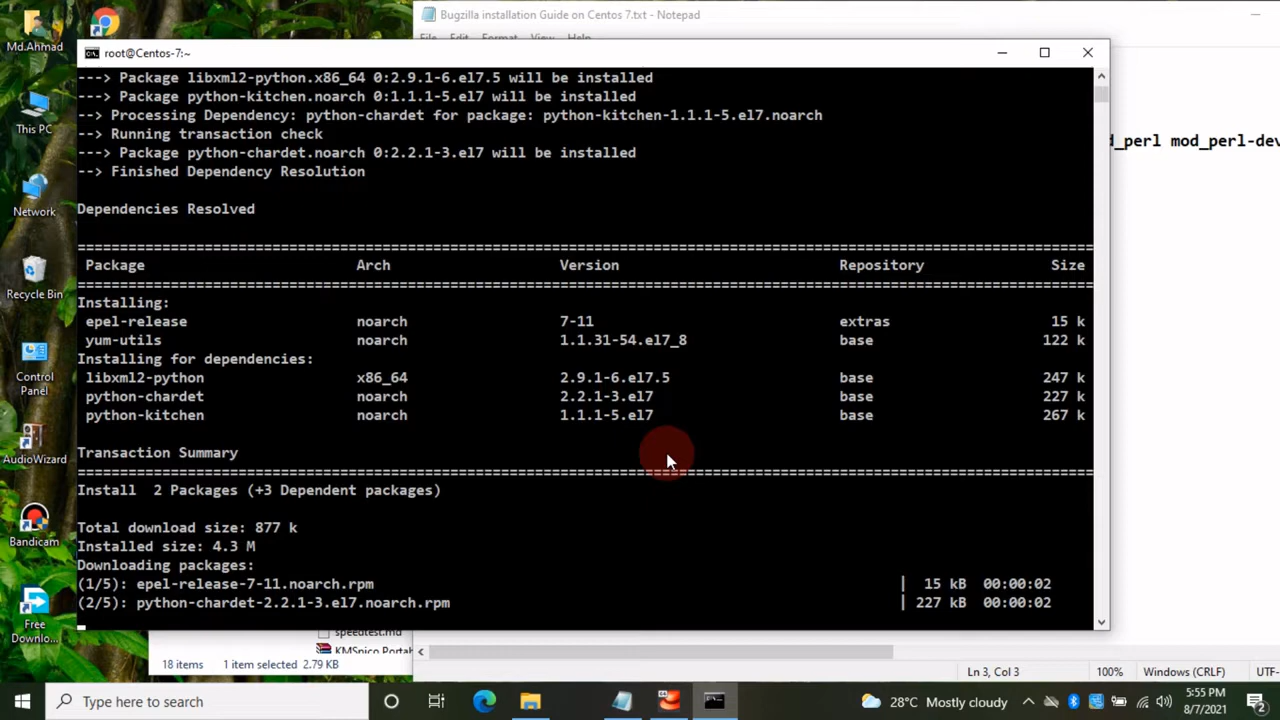 Bugzilla installation Guide on Centos 7.txt - Notepad
File Edit Format View Help
Md.Ahmad
root@Centos-7:~
---> Package libxml2-python.x86_64 0:2.9.1-6.el7.5 will be installed
---> Package python-kitchen.noarch 0:1.1.1-5.el7 will be installed
--> Processing Dependency: python-chardet for package: python-kitchen-1.1.1-5.el7.noarch
--> Running transaction check
---> Package python-chardet.noarch 0:2.2.1-3.el7 will be installed
--> Finished Dependency Resolution
Dependencies Resolved
================================================================================
Package Arch Version Repository Size
================================================================================
Installing:
epel-release noarch 7-11 extras 15 k
yum-utils noarch 1.1.31-54.el7_8 base 122 k
Installing for dependencies:
libxml2-python x86_64 2.9.1-6.el7.5 base 247 k
python-chardet noarch 2.2.1-3.el7 base 227 k
python-kitchen noarch 1.1.1-5.el7 base 267 k
Transaction Summary
================================================================================
Install 2 Packages (+3 Dependent packages)
Total download size: 877 k
Installed size: 4.3 M
Downloading packages:
(1/5): epel-release-7-11.noarch.rpm | 15 kB 00:00:02
(2/5): python-chardet-2.2.1-3.el7.noarch.rpm | 227 kB 00:00:02
d_perl mod_perl-dev
This PC
Network
Recycle Bin
Control
Panel
AudioWizard
Bandicam
Free
Downlo...
speedtest.md
KMSpico Portab
18 items 1 item selected 2.79 KB
Ln 3, Col 3 100% Windows (CRLF) UTF-
Type here to search
28°C Mostly cloudy
5:55 PM
8/7/2021
2